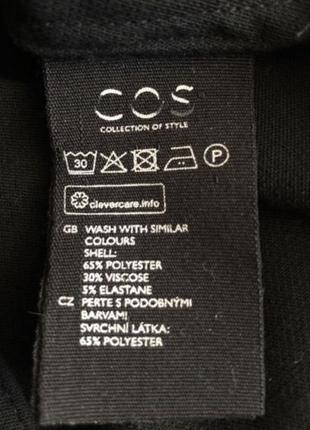 COS
COLLECTION OF STYLE
30 P
clevercare.info
GB WASH WITH SIMILAR
COLOURS
SHELL:
65% POLYESTER
30% VISCOSE
5% ELASTANE
CZ PERTE S PODOBNÝMI
BARVAMI
SVRCHNÍ LÁTKA:
65% POLYESTER